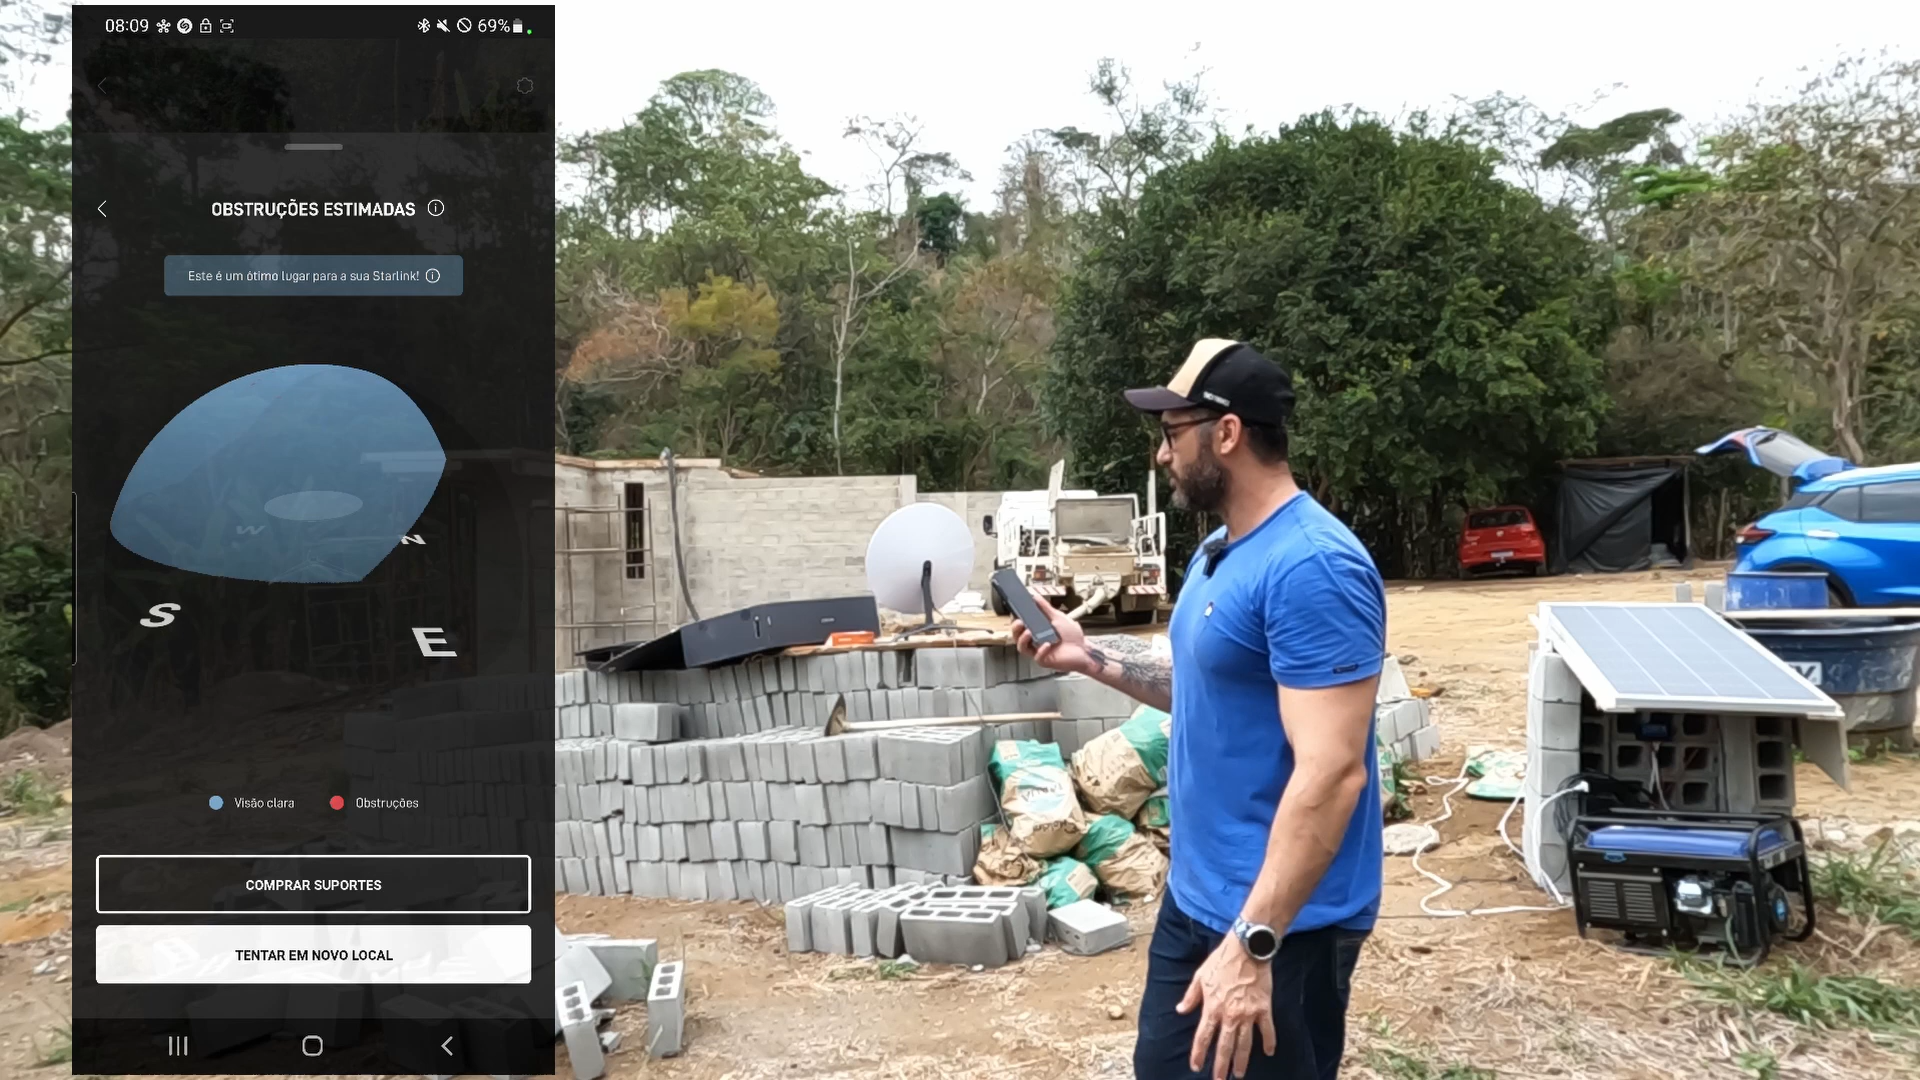 08:09
69%
OBSTRUÇÕES ESTIMADAS
Este é um ótimo lugar para a sua Starlink!
W
N
S
E
Visão clara
Obstruções
COMPRAR SUPORTES
TENTAR EM NOVO LOCAL